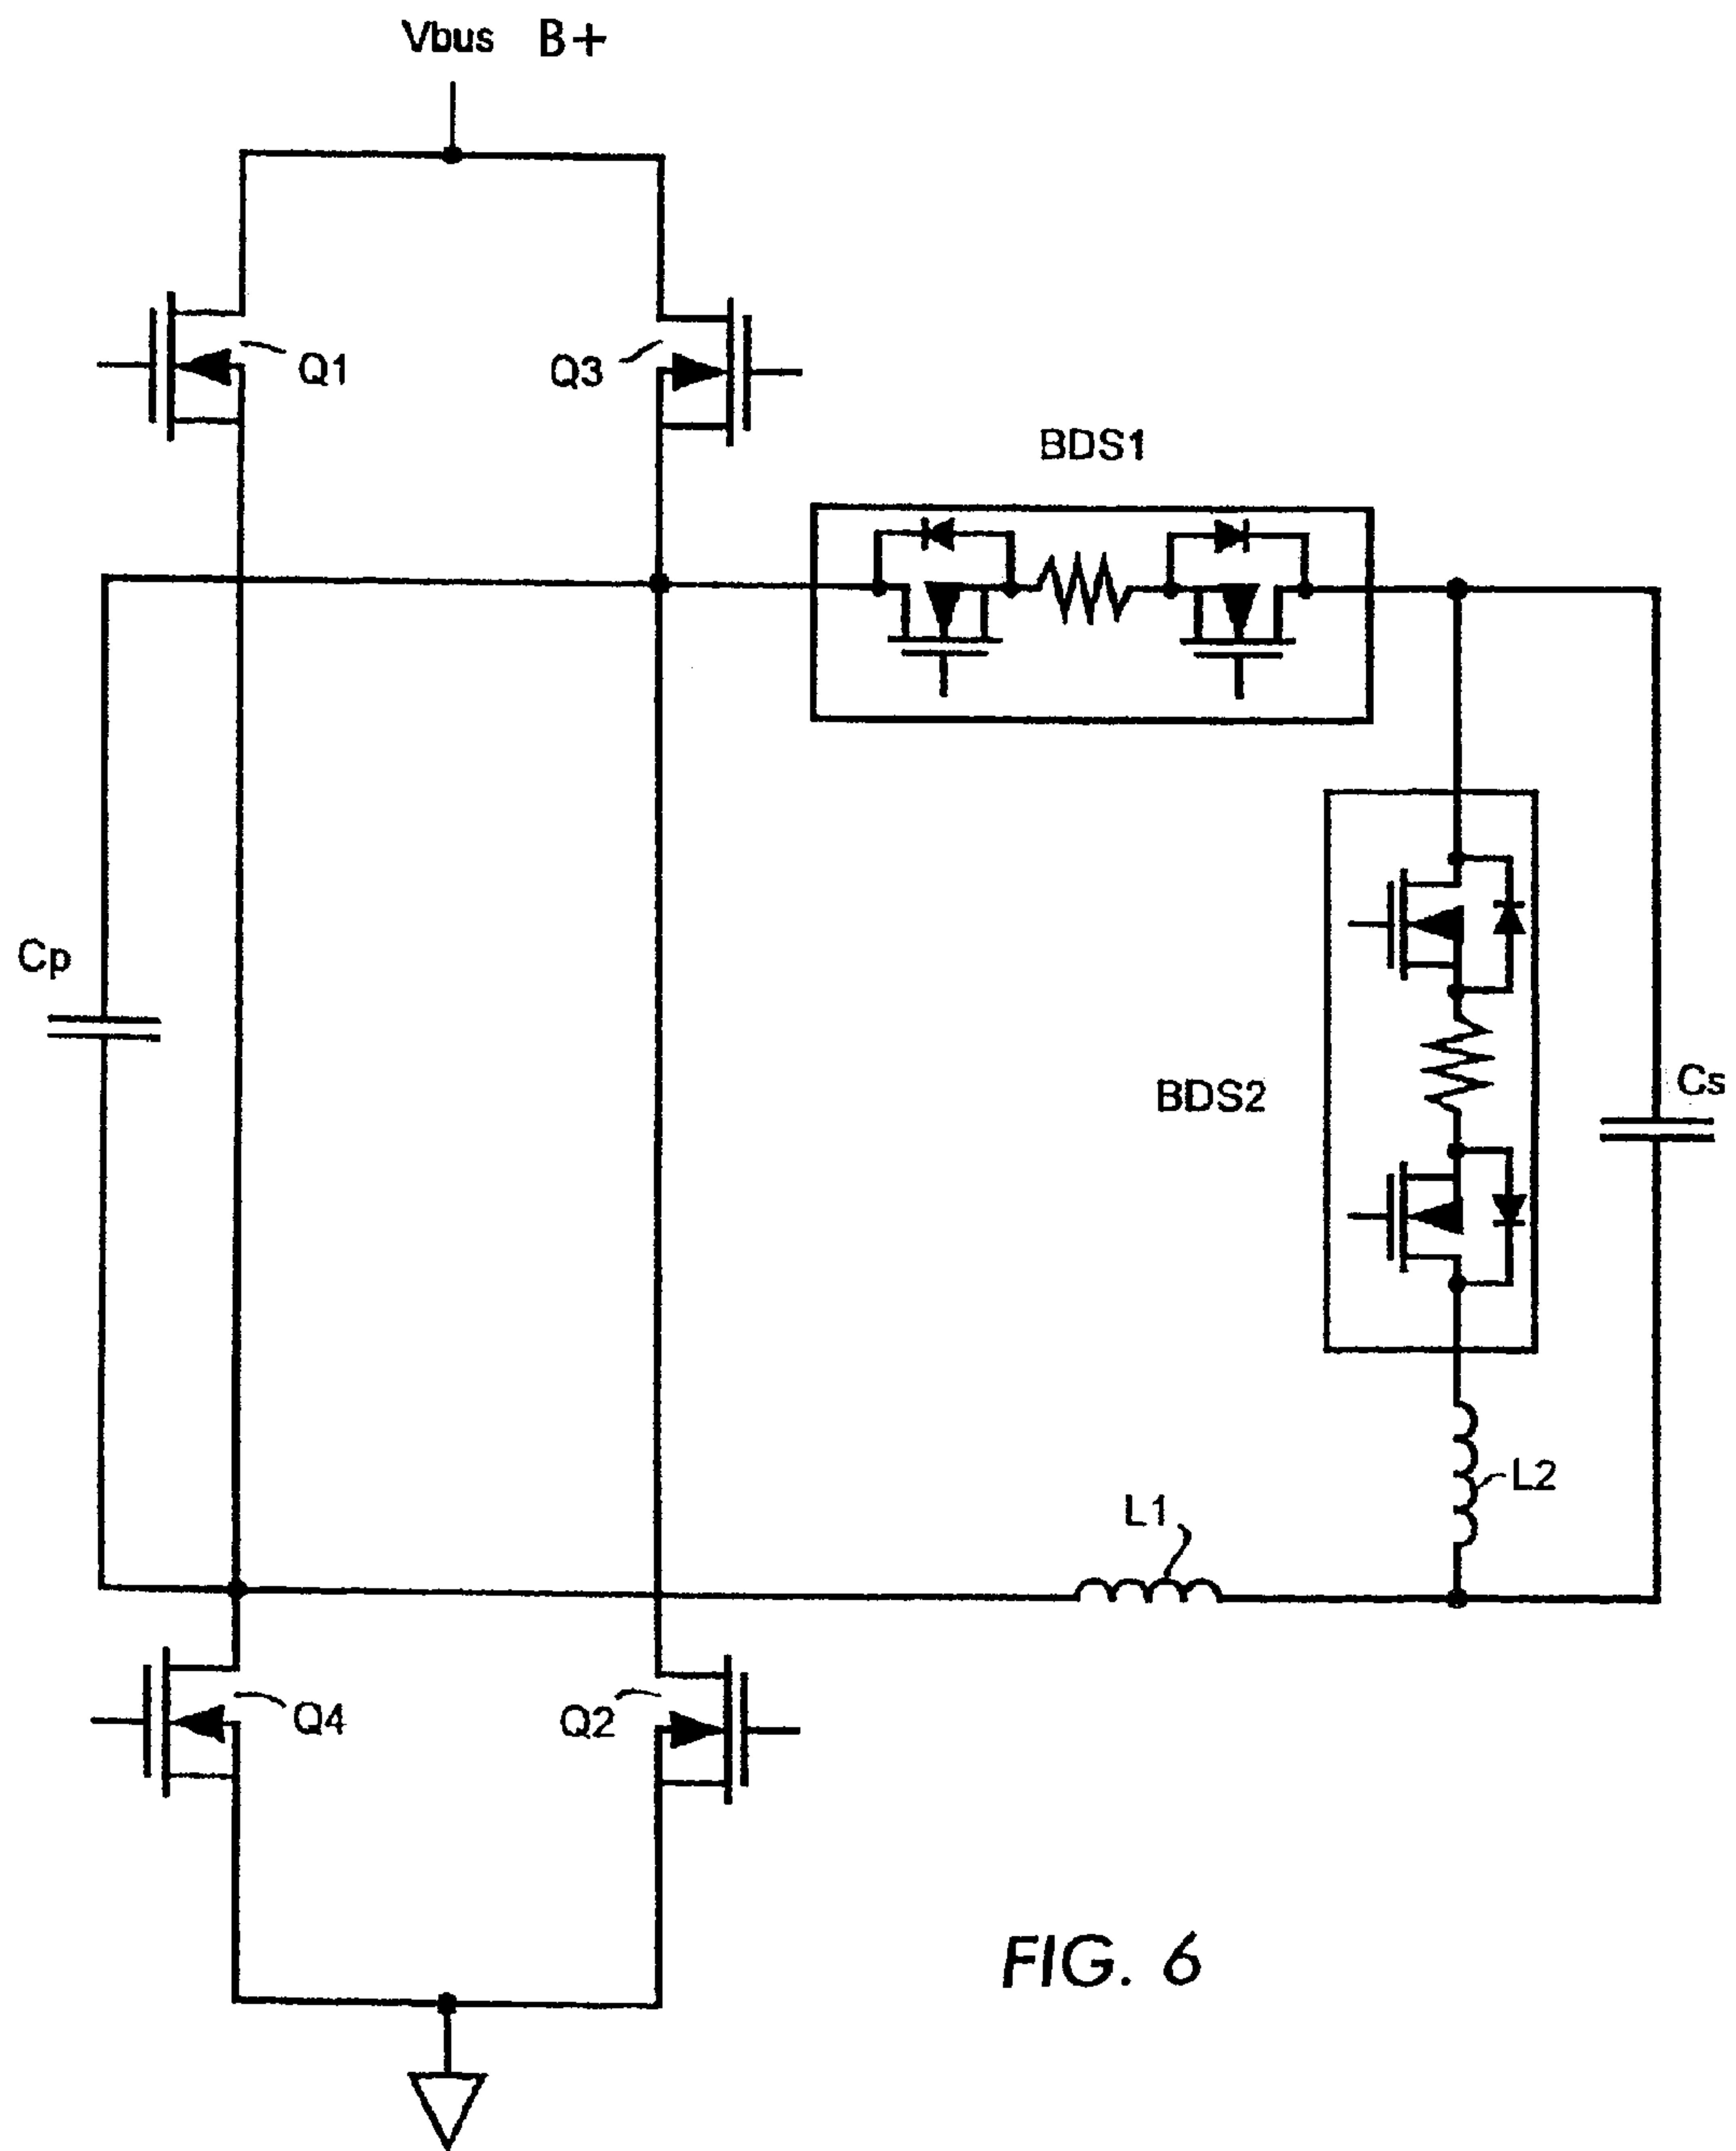 Vbus B+
Q1
Q3
BDS1
Cp
BDS2
Cs
L2
L1
Q4
Q2
FIG. 6